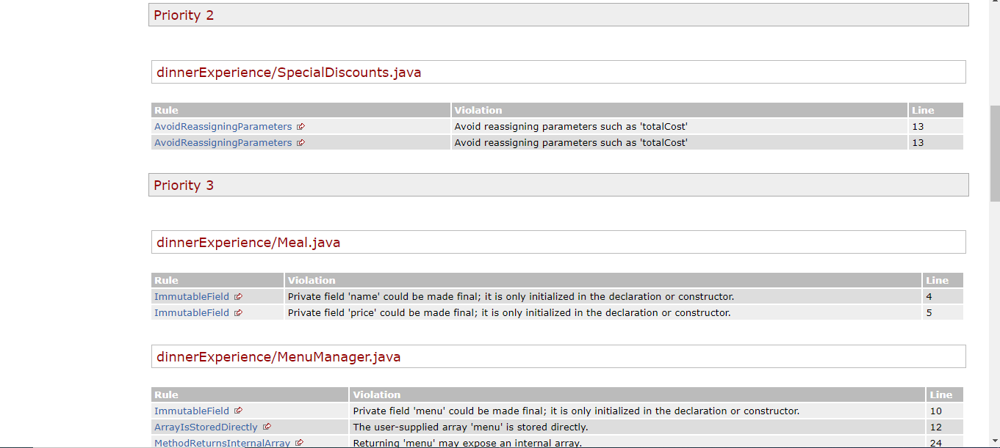 Priority 2
dinnerExperience/SpecialDiscounts.java
Rule Violation Line
AvoidReassigningParameters Avoid reassigning parameters such as 'totalCost' 13
AvoidReassigningParameters Avoid reassigning parameters such as 'totalCost' 13
Priority 3
dinnerExperience/Meal.java
Rule Violation Line
ImmutableField Private field 'name' could be made final; it is only initialized in the declaration or constructor. 4
ImmutableField Private field 'price' could be made final; it is only initialized in the declaration or constructor. 5
dinnerExperience/MenuManager.java
Rule Violation Line
ImmutableField Private field 'menu' could be made final; it is only initialized in the declaration or constructor. 10
ArrayIsStoredDirectly The user-supplied array 'menu' is stored directly. 12
MethodReturnsInternalArray Returning 'menu' may expose an internal array. 24